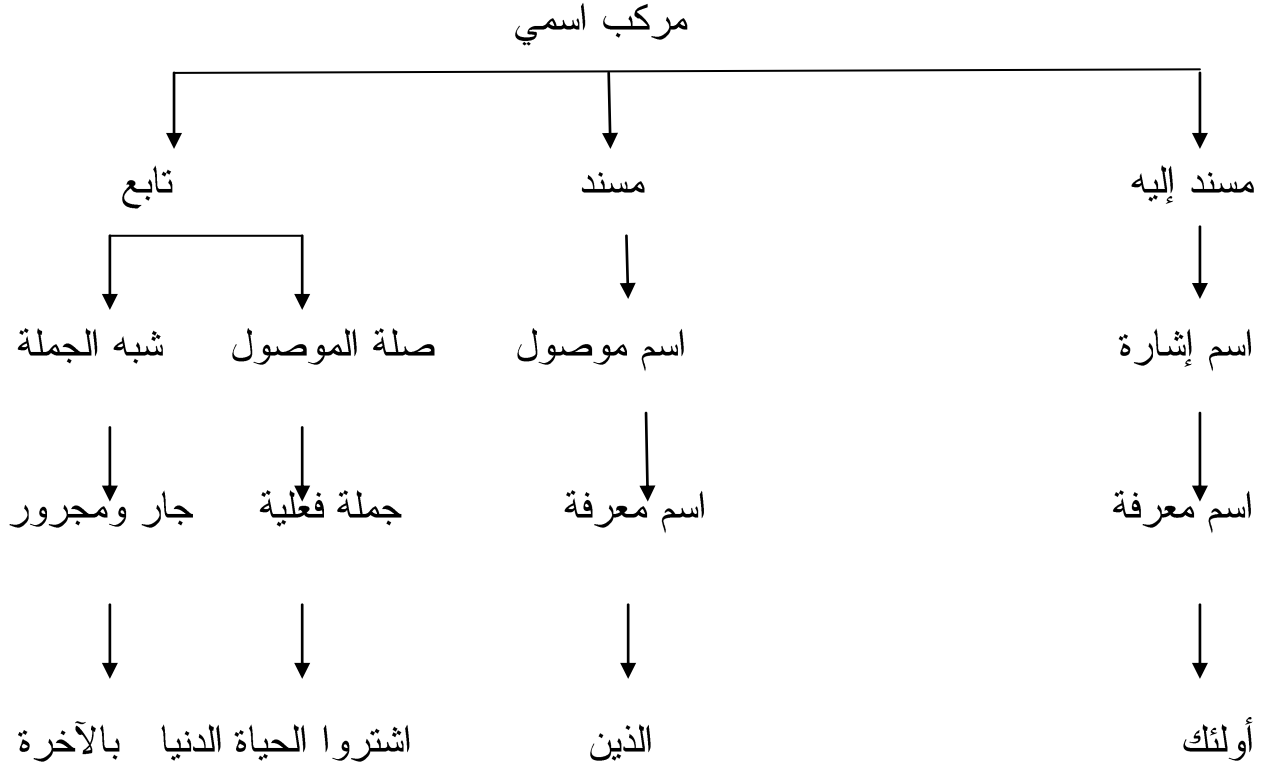 مركب اسمي
مسند إليه مسند تابع
اسم إشارة اسم موصول صلة الموصول شبه الجملة
اسم معرفة اسم معرفة جملة فعلية جار ومجرور
أولئك الذين اشتروا الحياة الدنيا بالآخرة